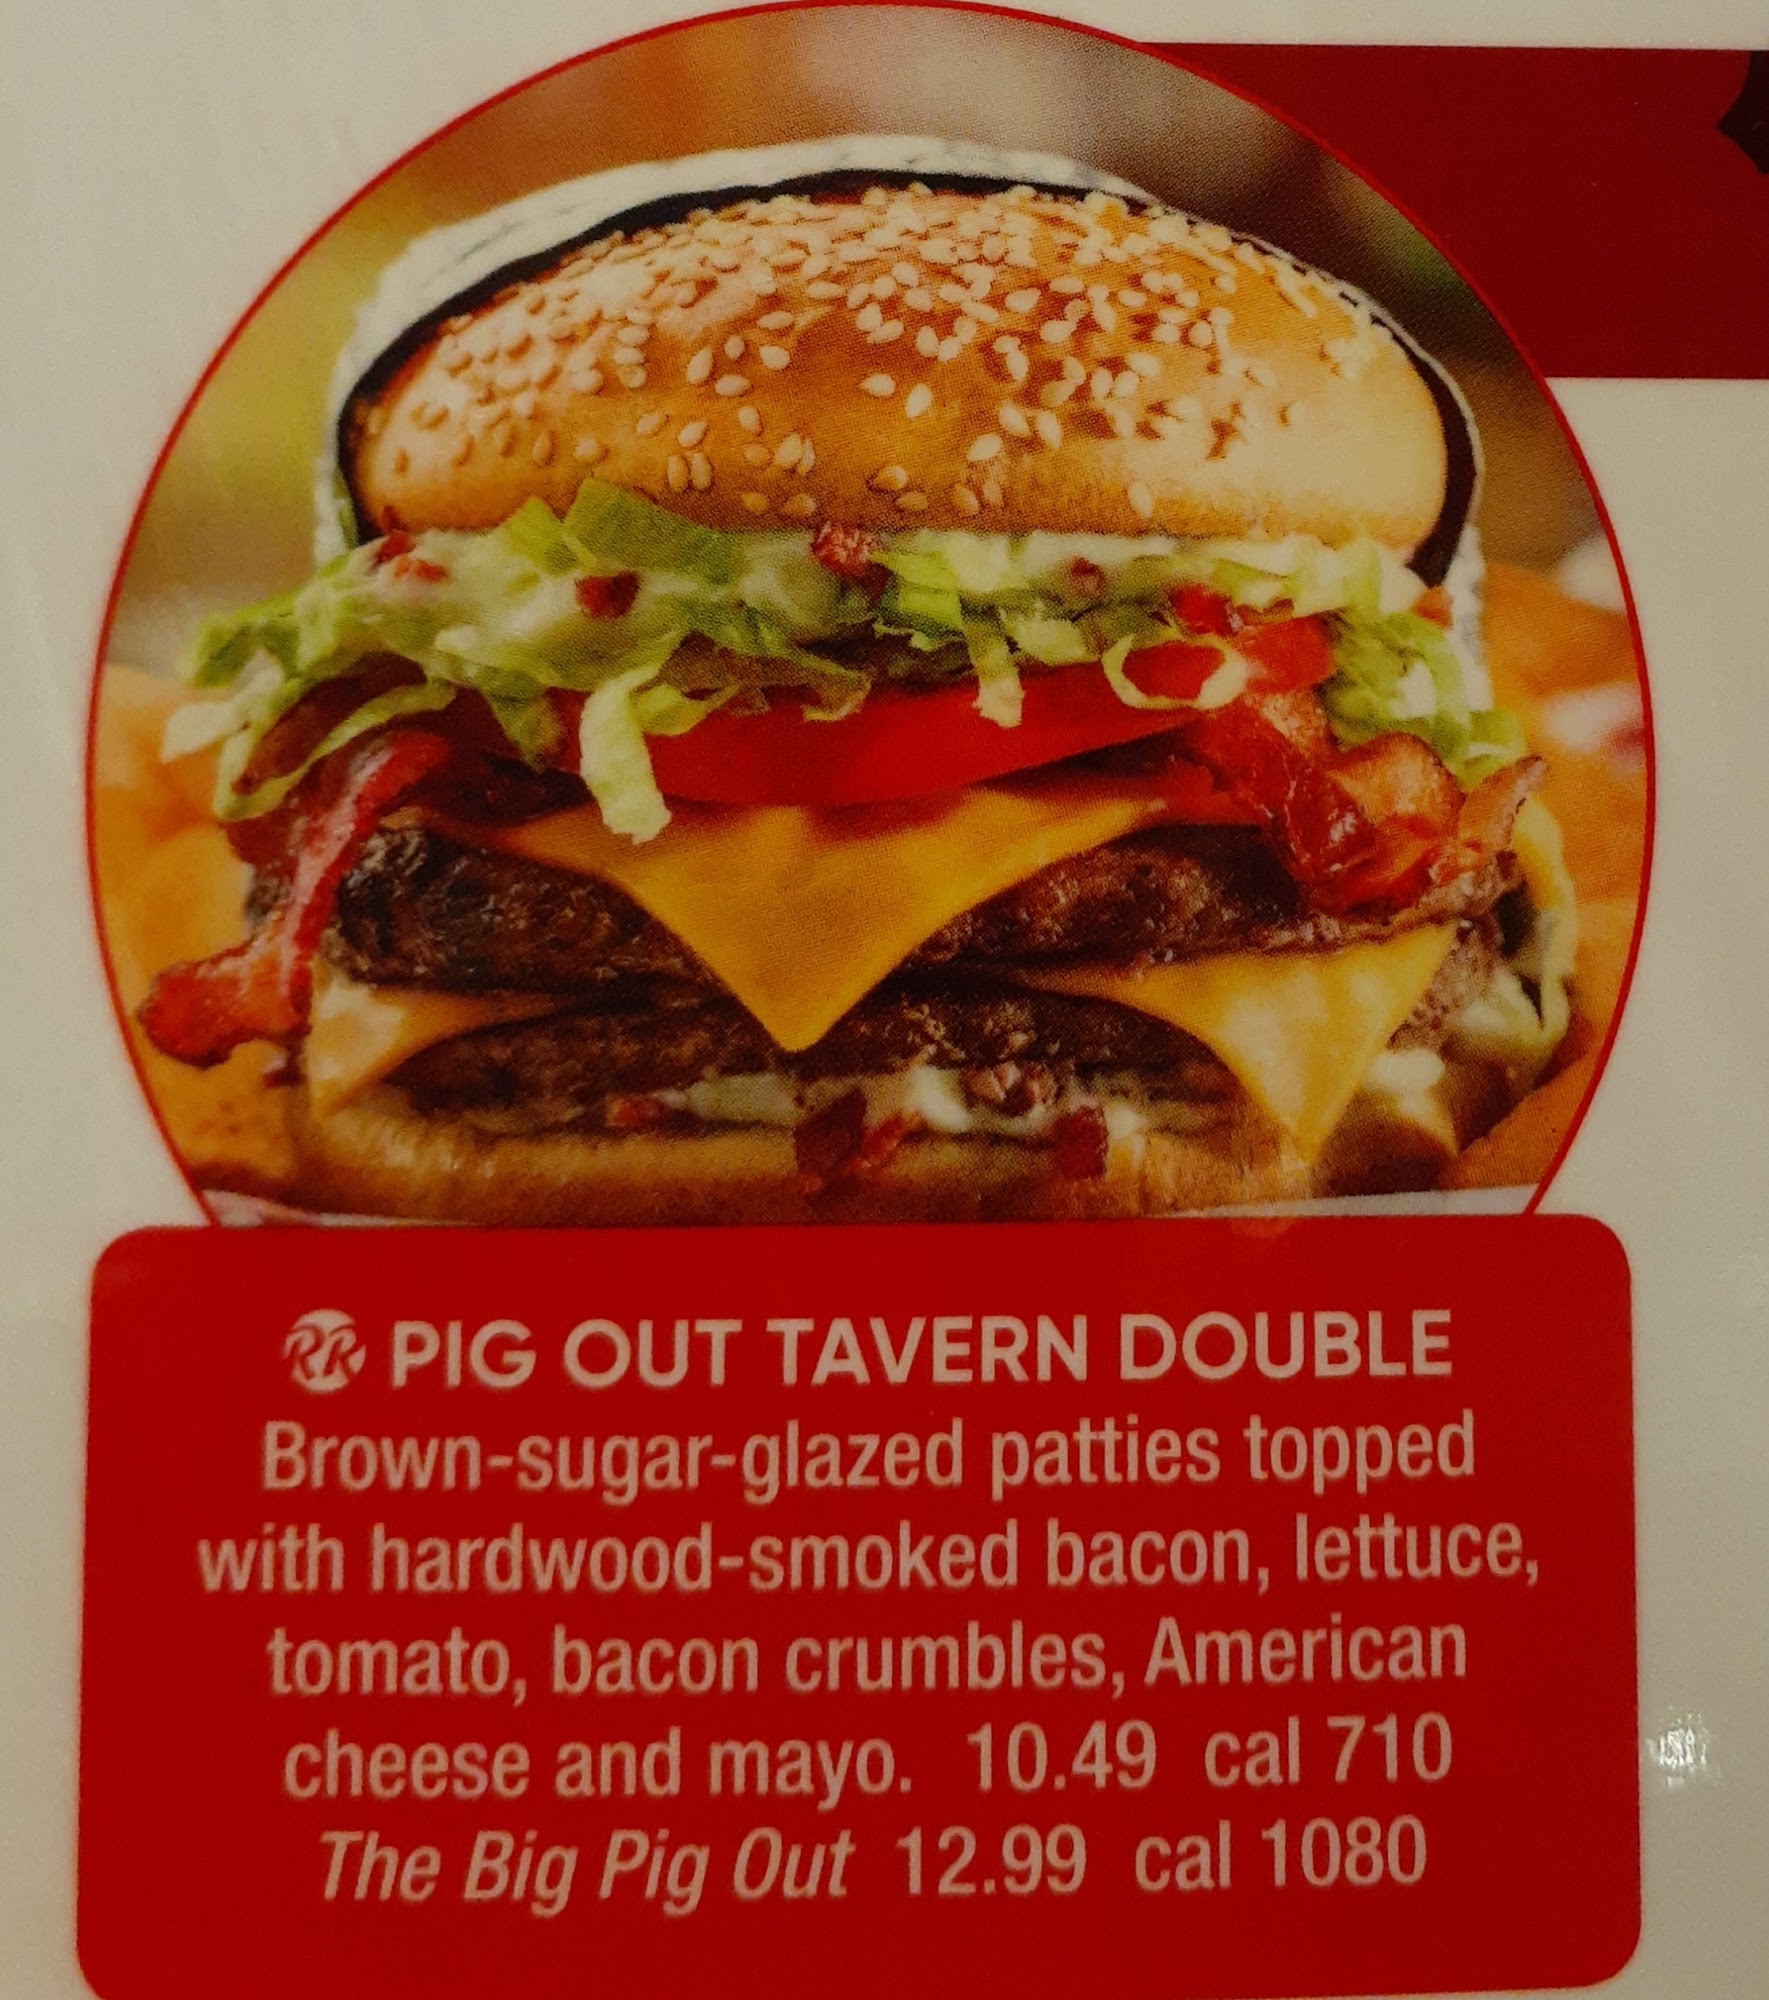 RR PIG OUT TAVERN DOUBLE
Brown-sugar-glazed patties topped
with hardwood-smoked bacon, lettuce,
tomato, bacon crumbles, American
cheese and mayo. 10.49 cal 710
The Big Pig Out 12.99 cal 1080